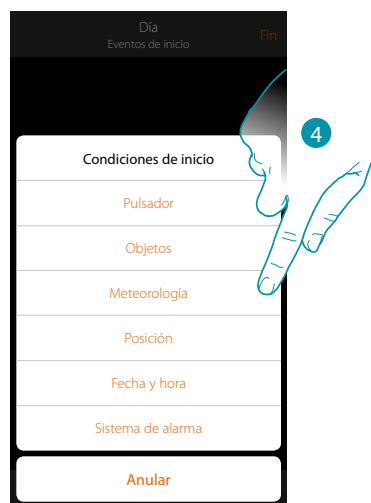 Día
Eventos de inicio
Fin
4
Condiciones de inicio
Pulsador
Objetos
Meteorología
Posición
Fecha y hora
Sistema de alarma
Anular